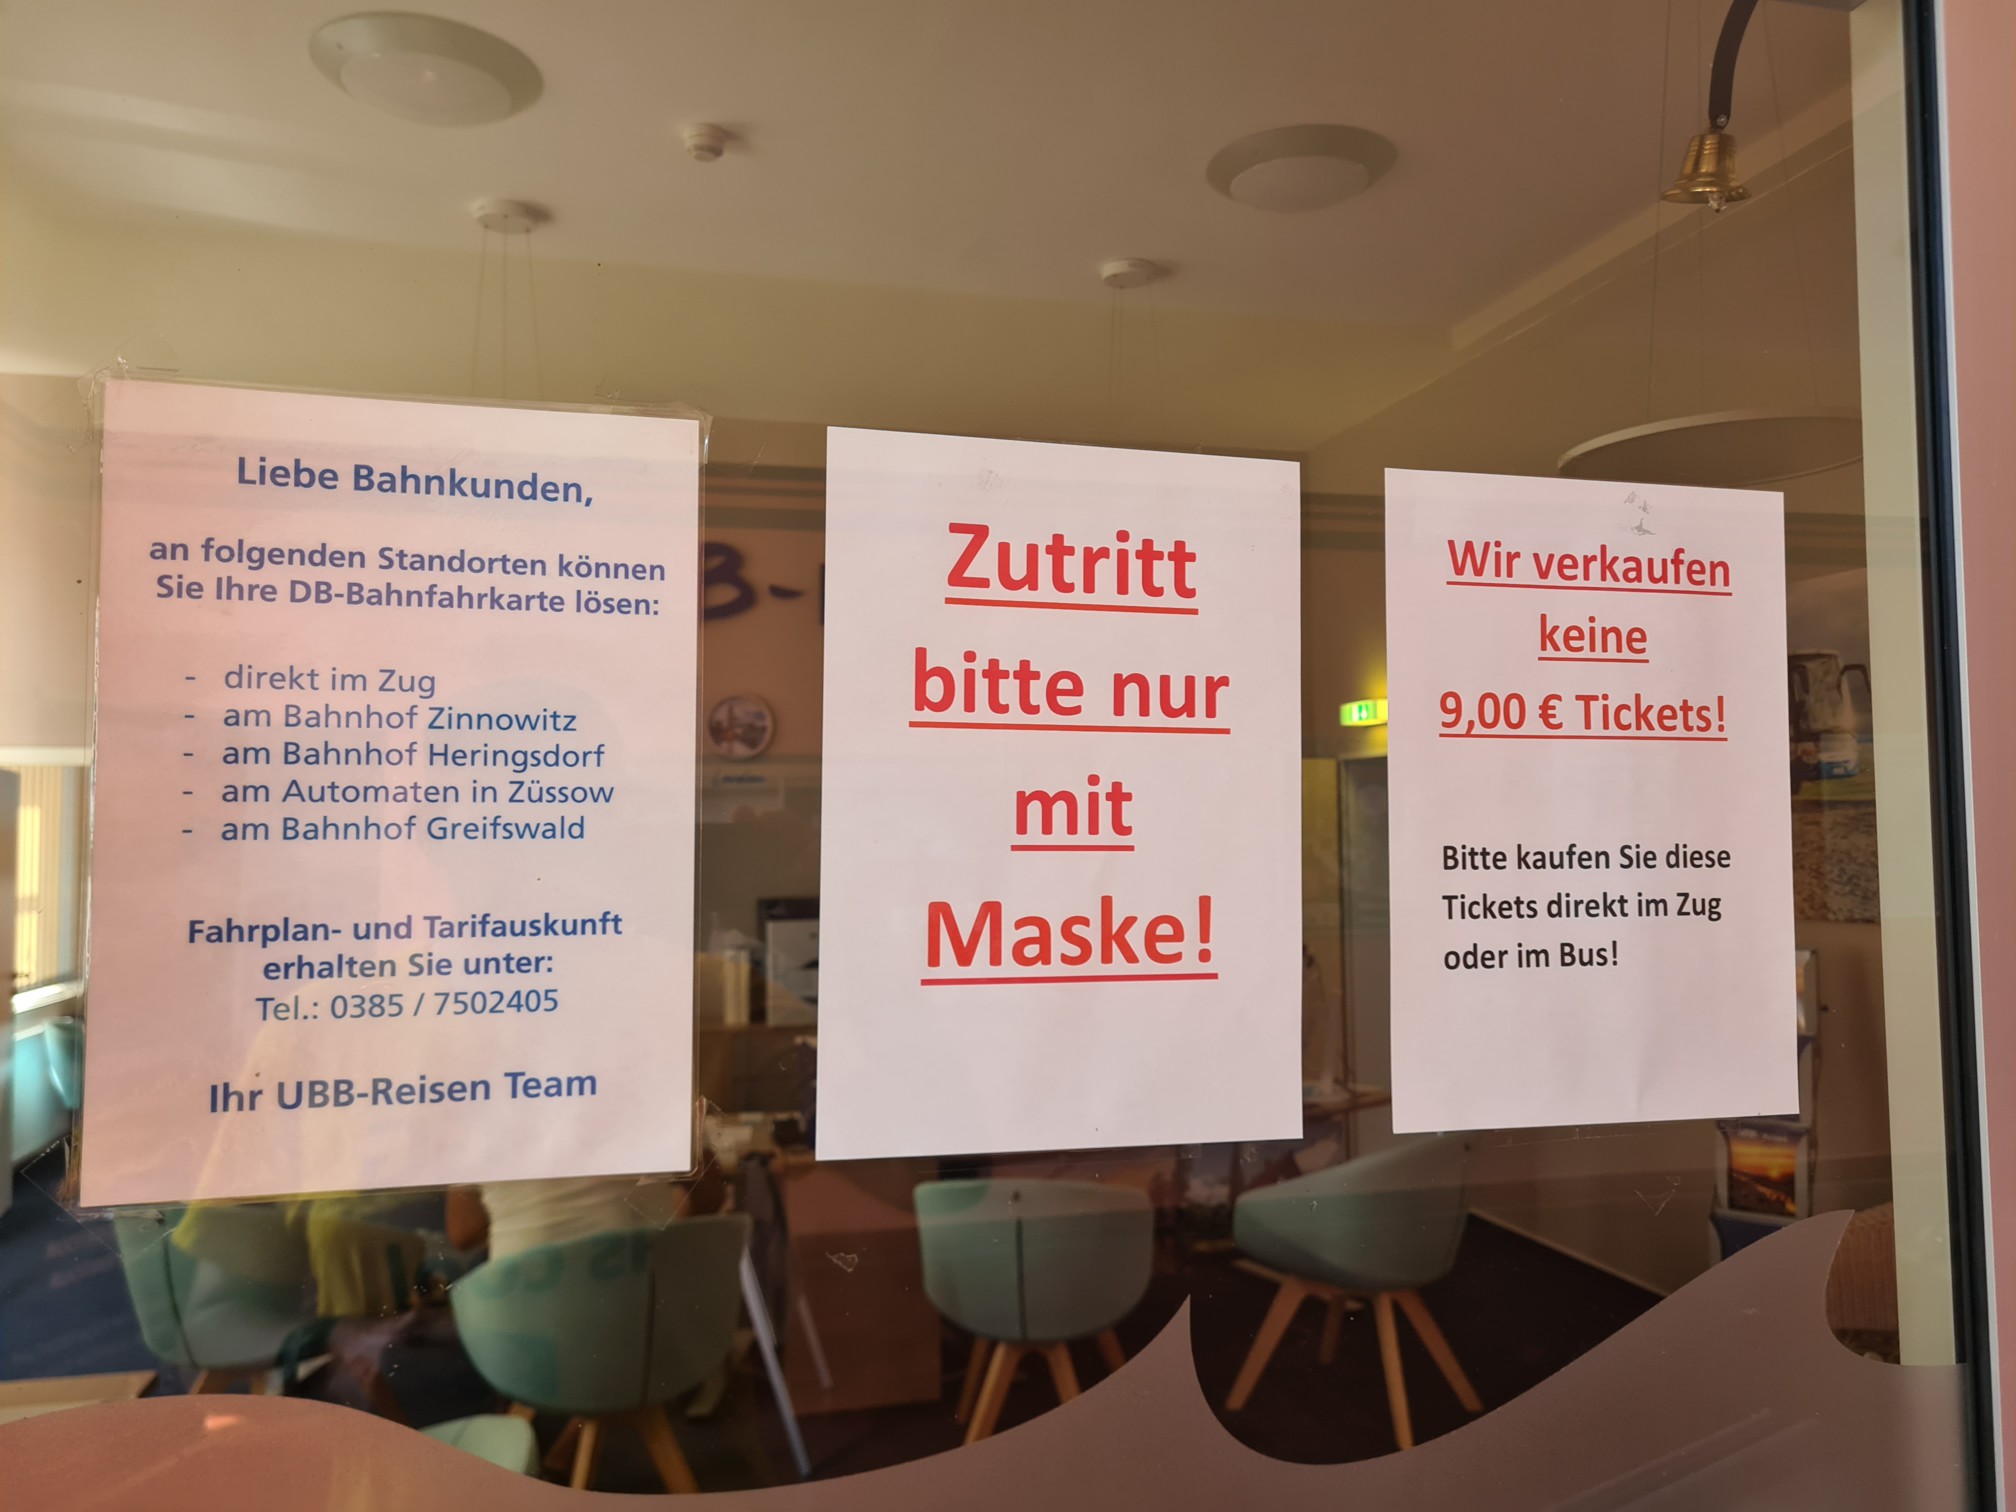 Liebe Bahnkunden,
an folgenden Standorten können
Sie Ihre DB-Bahnfahrkarte lösen:
- direkt im Zug
- am Bahnhof Zinnowitz
- am Bahnhof Heringsdorf
- am Automaten in Züssow
- am Bahnhof Greifswald
Fahrplan- und Tarifauskunft
erhalten Sie unter:
Tel.: 0385 / 7502405
Ihr UBB-Reisen Team
Zutritt
bitte nur
mit
Maske!
Wir verkaufen
keine
9,00 € Tickets!
Bitte kaufen Sie diese
Tickets direkt im Zug
oder im Bus!